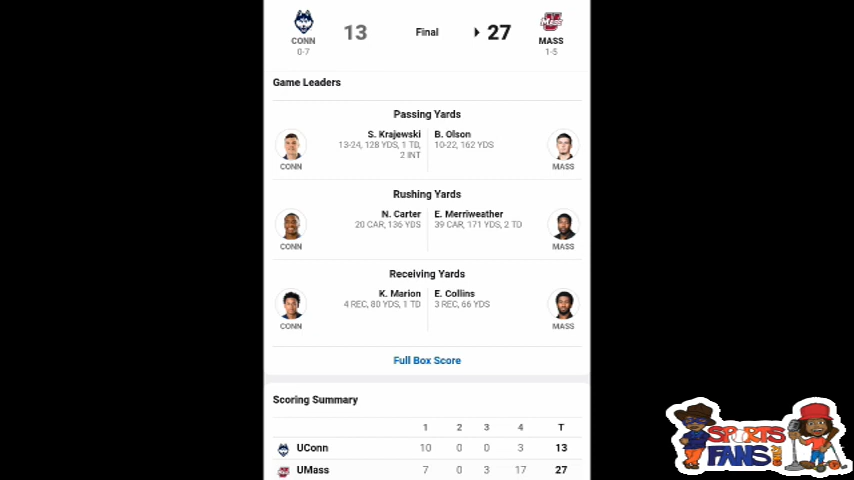 CONN
0-7
13
Final
27
MASS
1-5
Game Leaders
Passing Yards
S. Krajewski
13-24, 128 YDS, 1 TD,
2 INT
CONN
B. Olson
10-22, 162 YDS
MASS
Rushing Yards
N. Carter
20 CAR, 136 YDS
CONN
E. Merriweather
39 CAR, 171 YDS, 2 TD
MASS
Receiving Yards
K. Marion
4 REC, 80 YDS, 1 TD
CONN
E. Collins
3 REC, 66 YDS
MASS
Full Box Score
Scoring Summary
1 2 3 4 T
UConn 10 0 0 3 13
UMass 7 0 3 17 27
SPORTS
FANS